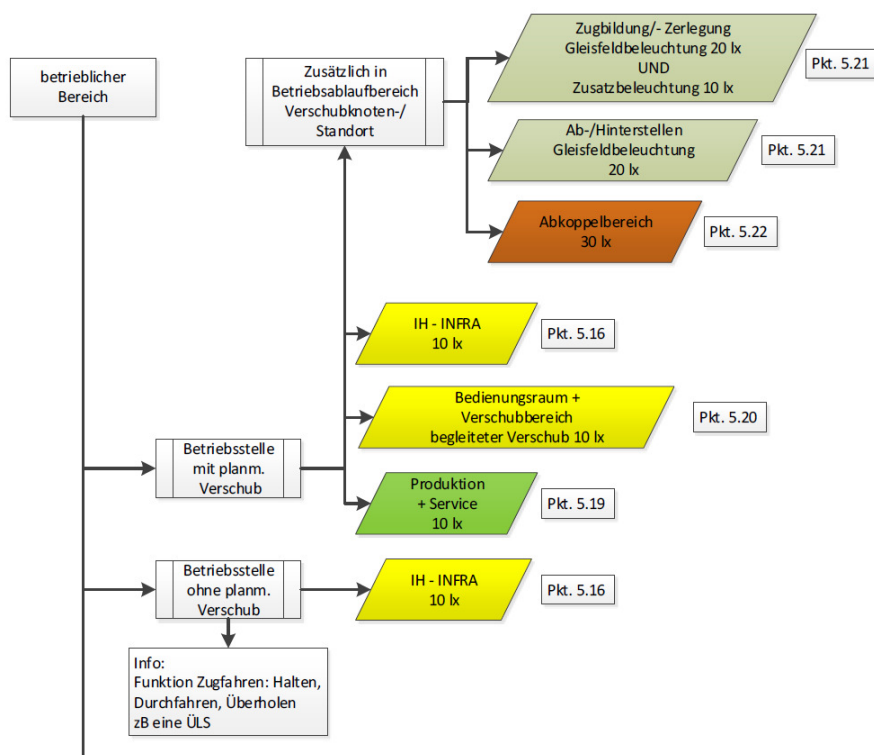 betrieblicher
Bereich
Zusätzlich in
Betriebsablaufbereich
Verschubknoten-/
Standort
Zugbildung/- Zerlegung
Gleisfeldbeleuchtung 20 lx
UND
Zusatzbeleuchtung 10 lx
Pkt. 5.21
Ab-/Hinterstellen
Gleisfeldbeleuchtung
20 lx
Pkt. 5.21
Abkoppelbereich
30 lx
Pkt. 5.22
IH - INFRA
10 lx
Pkt. 5.16
Bedienungsraum +
Verschubbereich
begleiteter Verschub 10 lx
Pkt. 5.20
Betriebsstelle
mit planm.
Verschub
Produktion
+ Service
10 lx
Pkt. 5.19
Betriebsstelle
ohne planm.
Verschub
IH - INFRA
10 lx
Pkt. 5.16
Info:
Funktion Zugfahren: Halten,
Durchfahren, Überholen
zB eine ÜLS